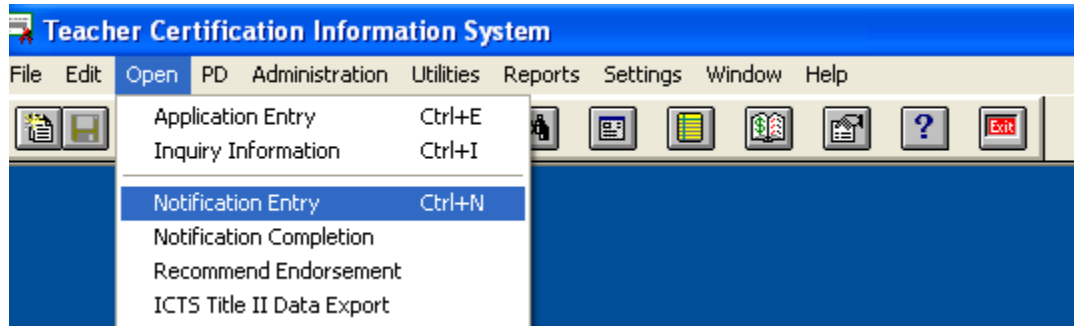 Teacher Certification Information System
File Edit Open PD Administration Utilities Reports Settings Window Help
Exit
Application Entry Ctrl+E
Inquiry Information Ctrl+I
Notification Entry Ctrl+N
Notification Completion
Recommend Endorsement
ICTS Title II Data Export